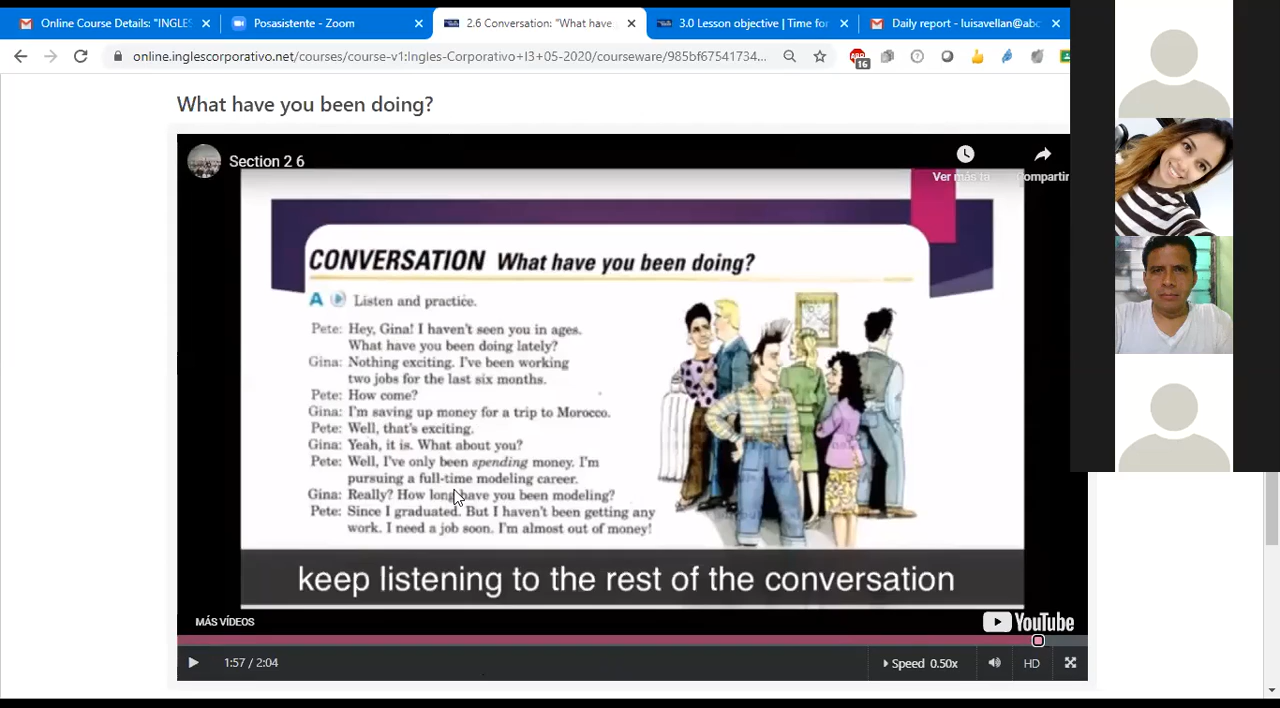 Online Course Details: "INGLES
Posasistente - Zoom
2.6 Conversation: "What have
3.0 Lesson objective | Time for
Daily report - luisavellan@abc
online.inglescorporativo.net/courses/course-v1:Ingles-Corporativo+I3+05-2020/courseware/985bf67541734...
16
What have you been doing?
Section 2 6
Ver más ta
Compartir
CONVERSATION What have you been doing?
A Listen and practice.
Pete: Hey, Gina! I haven't seen you in ages.
What have you been doing lately?
Gina: Nothing exciting. I've been working
two jobs for the last six months.
Pete: How come?
Gina: I'm saving up money for a trip to Morocco.
Pete: Well, that's exciting.
Gina: Yeah, it is. What about you?
Pete: Well, I've only been spending money. I'm
pursuing a full-time modeling career.
Gina: Really? How long have you been modeling?
Pete: Since I graduated. But I haven't been getting any
work. I need a job soon. I'm almost out of money!
keep listening to the rest of the conversation
MÁS VÍDEOS
YouTube
1:57 / 2:04
Speed 0.50x
HD